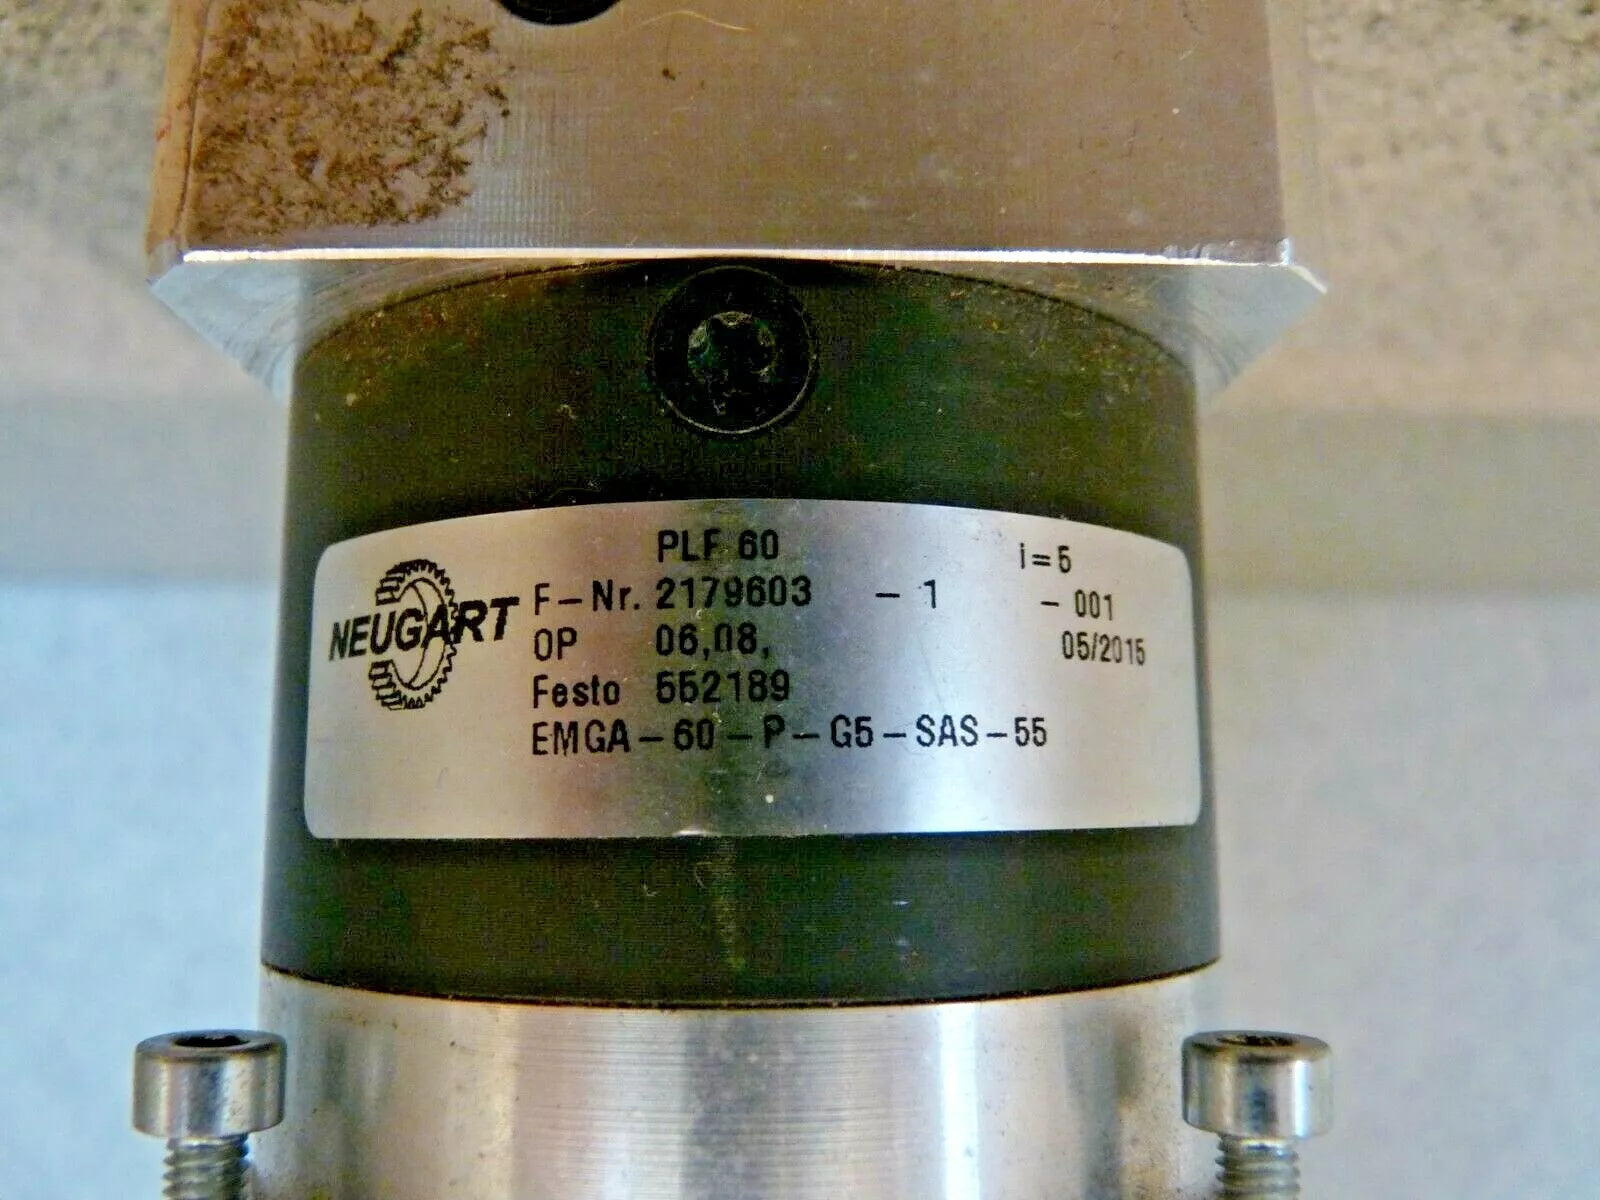 NEUGART
PLF 60 i=5
F-Nr. 2179603 -1 -001
OP 06,08, 05/2015
Festo 552189
EMGA-60-P-G5-SAS-55